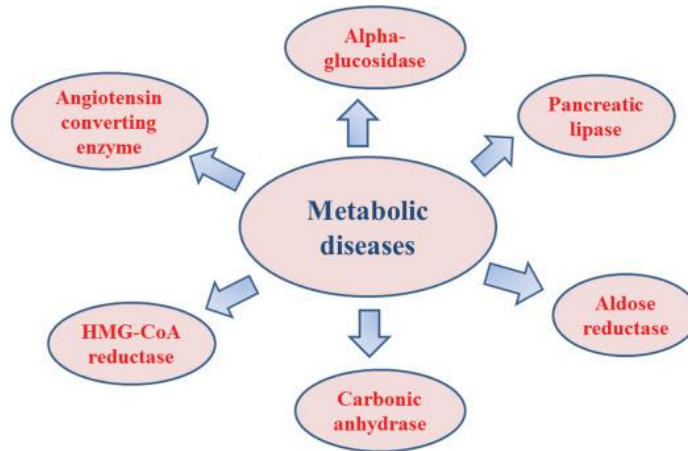 Alpha-
glucosidase
Angiotensin
converting
enzyme
Pancreatic
lipase
Metabolic
diseases
HMG-CoA
reductase
Aldose
reductase
Carbonic
anhydrase